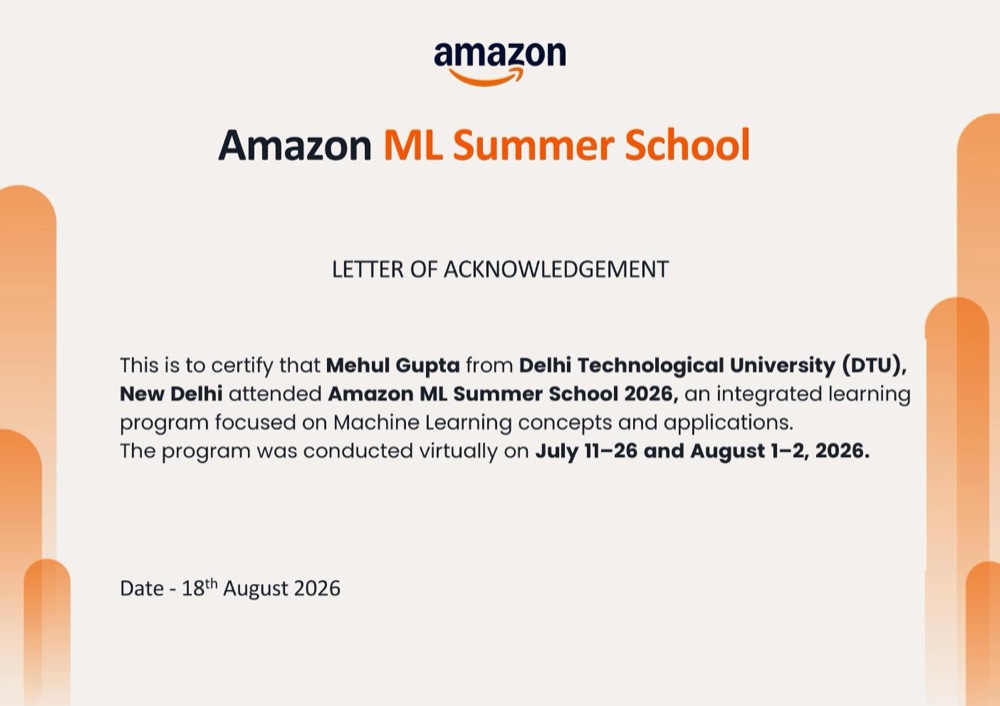 amazon
Amazon ML Summer School
LETTER OF ACKNOWLEDGEMENT
This is to certify that Mehul Gupta from Delhi Technological University (DTU),
New Delhi attended Amazon ML Summer School 2026, an integrated learning
program focused on Machine Learning concepts and applications.
The program was conducted virtually on July 11–26 and August 1–2, 2026.
Date - 18th August 2026